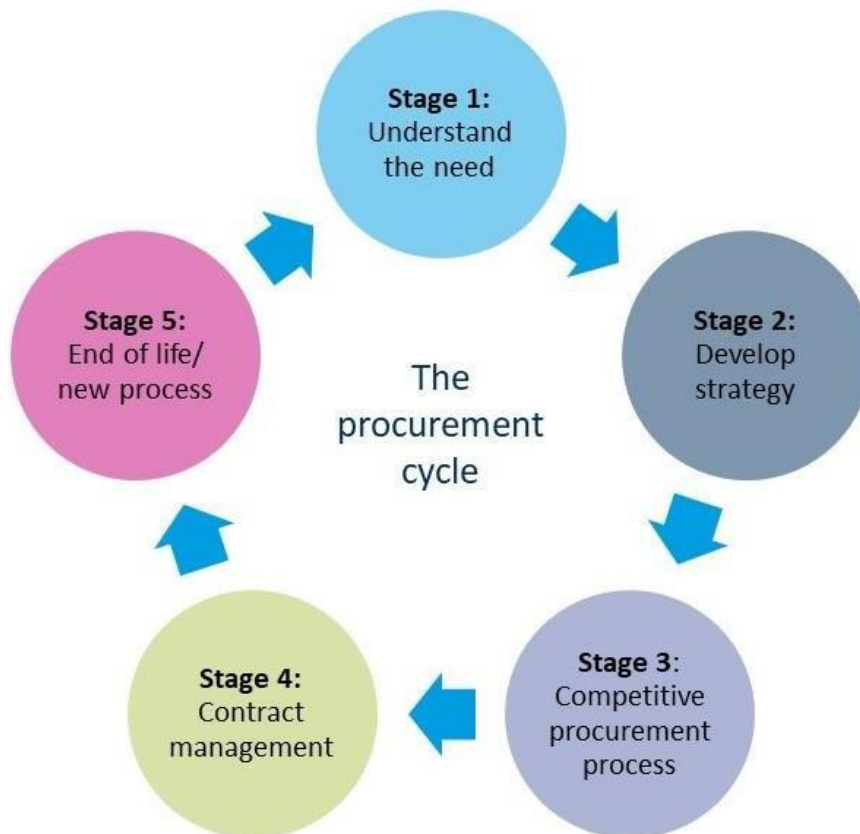 Stage 1:
Understand
the need
Stage 2:
Develop
strategy
Stage 3:
Competitive
procurement
process
Stage 4:
Contract
management
Stage 5:
End of life/
new process
The
procurement
cycle